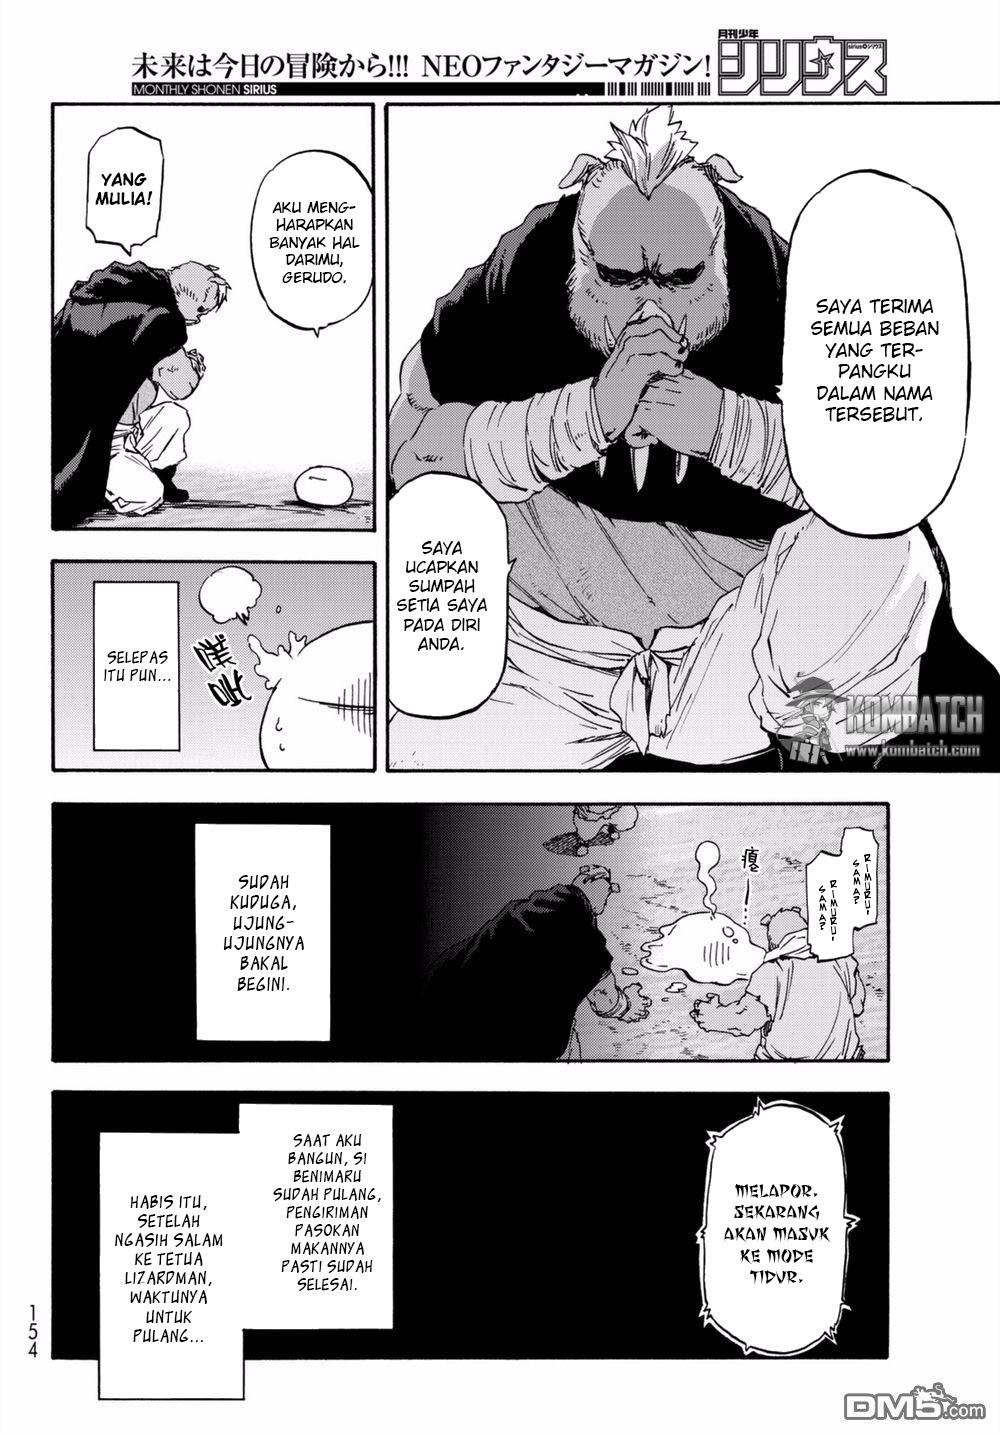 未来は今日の冒険から!!! NEOファンタジーマガジン!
MONTHLY SHONEN SIRIUS
月刊少年
シリウス
SAYA TERIMA
SEMUA BEBAN
YANG TER-
PANGKU
DALAM NAMA
TERSEBUT.
SAYA
UCAPKAN
SUMPAH
SETIA SAYA
PADA DIRI
ANDA.
AKU MENG-
HARAPKAN
BANYAK HAL
DARIMU,
GERUDO.
YANG
MULIA!
SELEPAS
ITU PUN...
KOMBATCH
www.kombatch.com
RIMURU-
SAMA?
RIMURU-
SAMA?
SUDAH
KUDUGA,
UJUNG-
UJUNGNYA
BAKAL
BEGINI.
MELAPOR.
SEKARANG
AKAN MASUK
KE MODE
TIDUR.
SAAT AKU
BANGUN, SI
BENIMARU
SUDAH PULANG,
PENGIRIMAN
PASOKAN
MAKANNYA
PASTI SUDAH
SELESAI.
HABIS ITU,
SETELAH
NGASIH SALAM
KE TETUA
LIZARDMAN,
WAKTUNYA
UNTUK
PULANG...
154
DM5.com